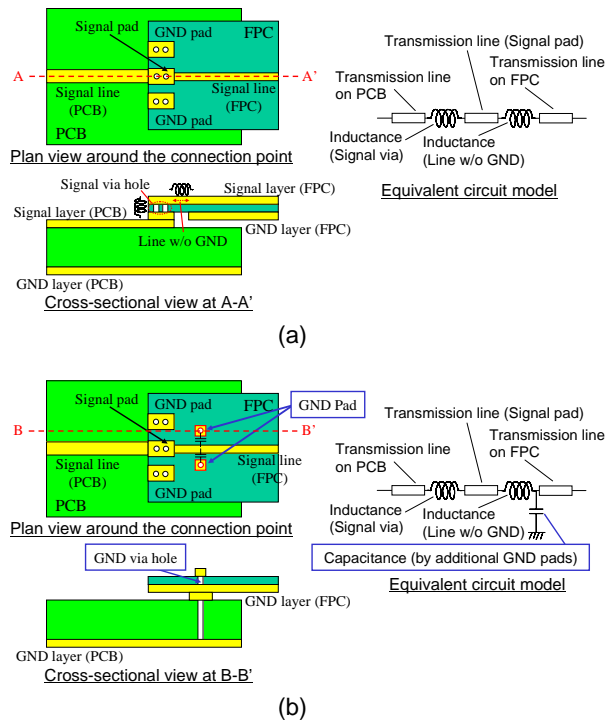 Signal pad
GND pad
FPC
A
A'
Signal line
(PCB)
Signal line
(FPC)
GND pad
PCB
Plan view around the connection point
Transmission line (Signal pad)
Transmission line
on PCB
Transmission line
on FPC
Inductance
(Signal via)
Inductance
(Line w/o GND)
Equivalent circuit model
Signal via hole
Signal layer (FPC)
Signal layer (PCB)
Line w/o GND
GND layer
(FPC)
GND layer (PCB)
Cross-sectional view at A-A’
(a)
Signal pad
GND pad
FPC
GND Pad
B
B'
Signal line
(PCB)
Signal line
(FPC)
GND pad
PCB
Plan view around the connection point
Transmission line (Signal pad)
Transmission line
on PCB
Transmission line
on FPC
Inductance
(Signal via)
Inductance
(Line w/o GND)
Capacitance (by additional GND pads)
Equivalent circuit model
GND via hole
GND layer (FPC)
GND layer (PCB)
Cross-sectional view at B-B’
(b)